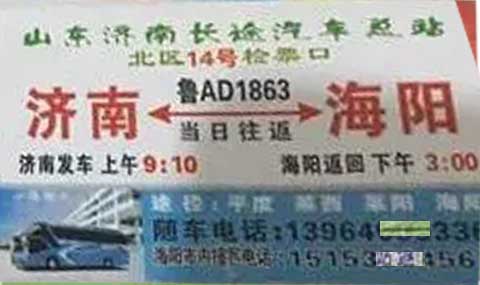 山东济南长途汽车总站
北区14号检票口
济南 鲁AD1863 海阳
当日往返
济南发车 上午 9:10 海阳返回 下午 3:00
途径:平度 莱西 莱阳 海阳
随车电话:13964 336
海阳市内接客电话:15153 456